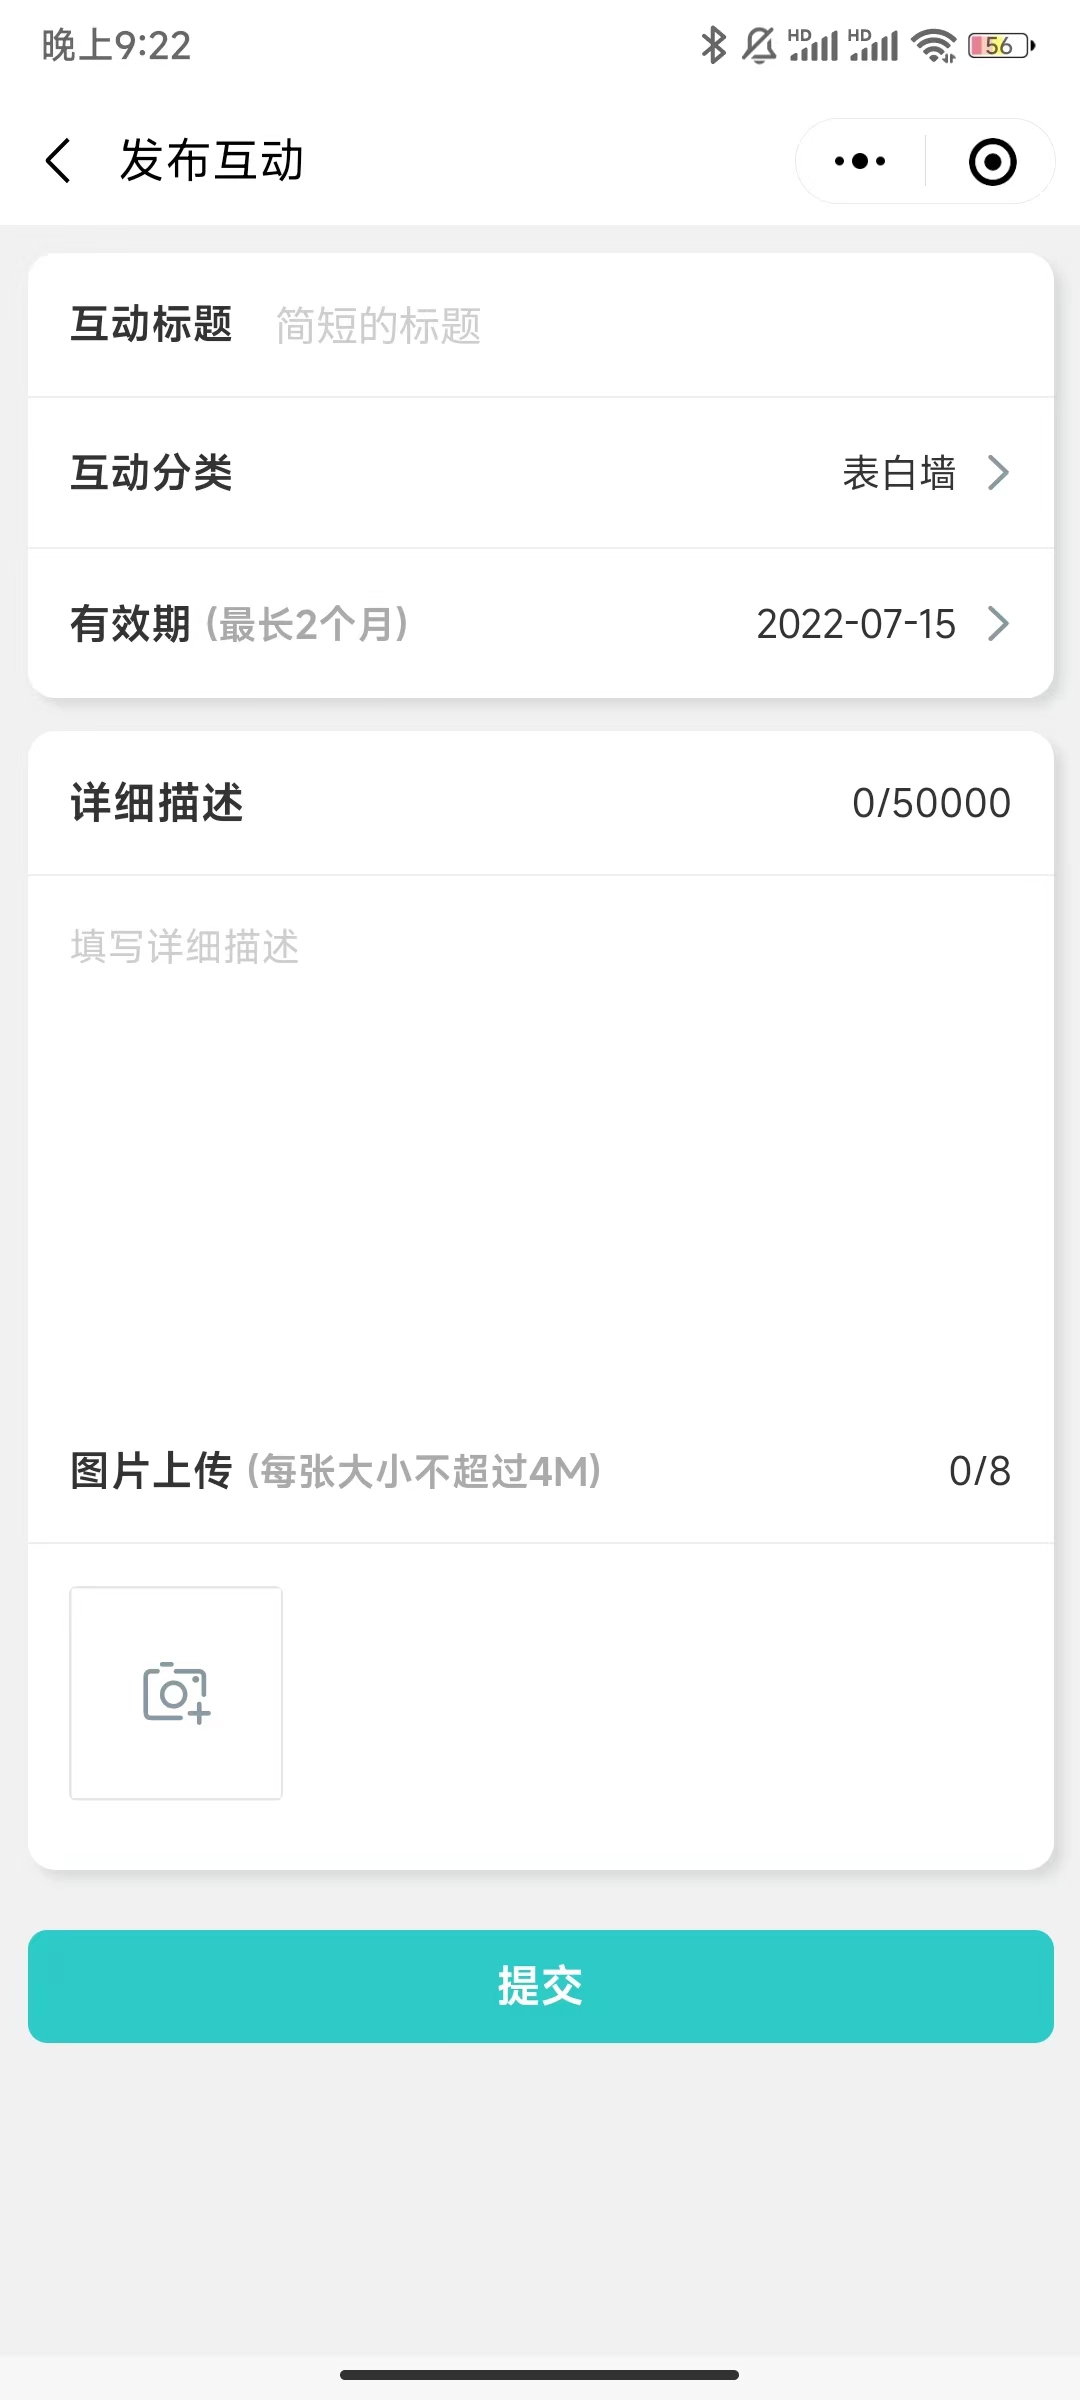 晚上9:22 HD HD 56
发布互动
互动标题 简短的标题
互动分类 表白墙
有效期 (最长2个月) 2022-07-15
详细描述 0/50000
填写详细描述
图片上传 (每张大小不超过4M) 0/8
提交